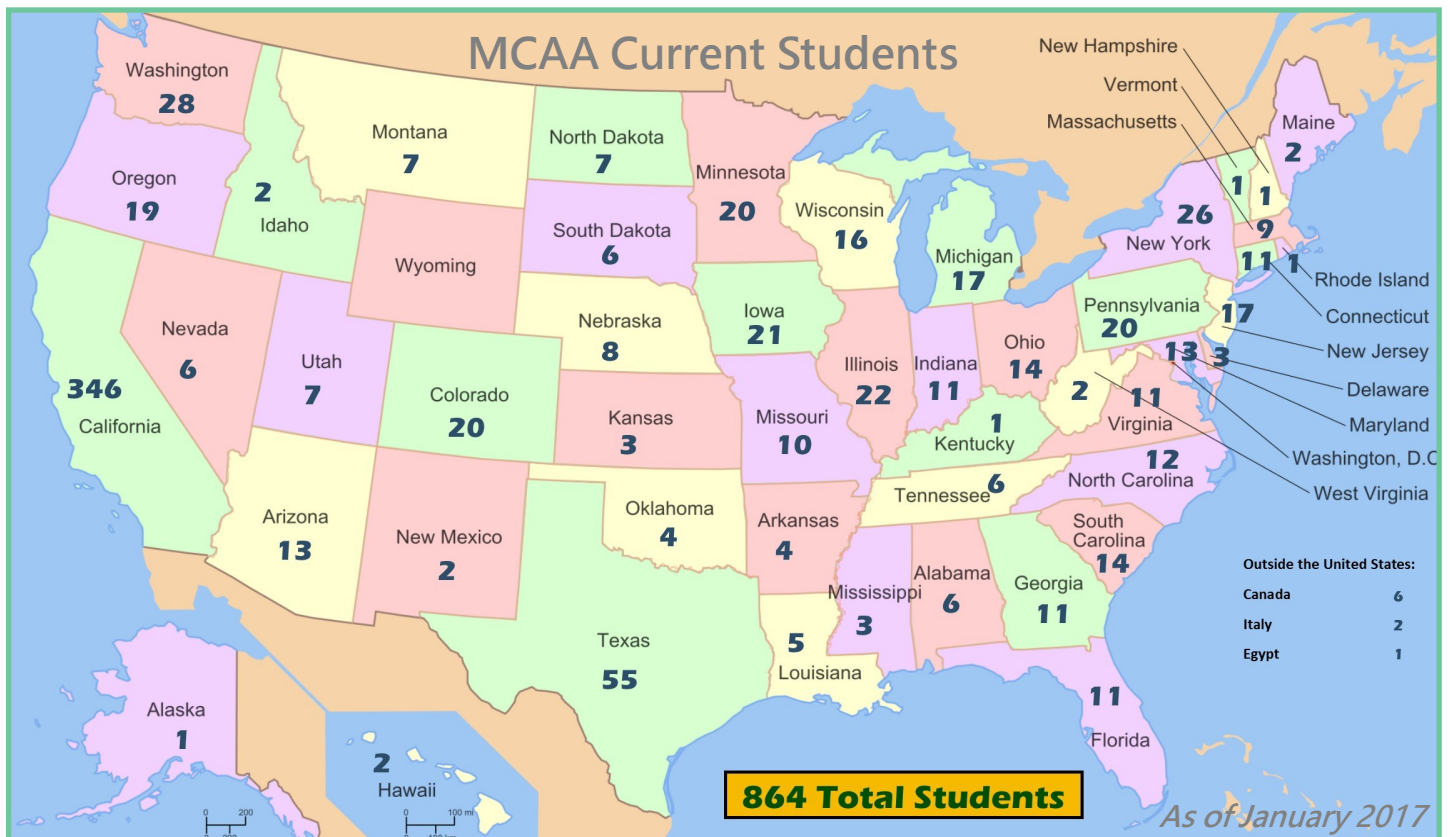 MCAA Current Students
New Hampshire
Vermont
Massachusetts
Washington
28
Montana
7
North Dakota
7
Minnesota
20
Maine
2
Oregon
19
2
Idaho
Wyoming
South Dakota
6
Wisconsin
16
Michigan
17
26
New York
1
1
9
11
1
Rhode Island
Connecticut
New Jersey
Delaware
Maryland
Washington, D.C
West Virginia
Nevada
6
Utah
7
Colorado
20
Nebraska
8
Iowa
21
Illinois
22
Indiana
11
Ohio
14
Pennsylvania
20
17
13
3
346
California
Kansas
3
Missouri
10
1
Kentucky
2
11
Virginia
12
North Carolina
Arizona
13
New Mexico
2
Oklahoma
4
Arkansas
4
Tennessee
6
South
Carolina
14
Mississippi
3
Alabama
6
Georgia
11
Texas
55
5
Louisiana
11
Florida
Alaska
1
2
Hawaii
0 200
0 100 mi
Outside the United States:
Canada 6
Italy 2
Egypt 1
864 Total Students
As of January 2017